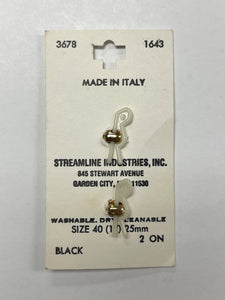 3678 1643
MADE IN ITALY
STREAMLINE INDUSTRIES, INC.
845 STEWART AVENUE
GARDEN CITY, 11530
WASHABLE, DRY CLEANABLE
SIZE 40 (1") 25mm
2 ON
BLACK